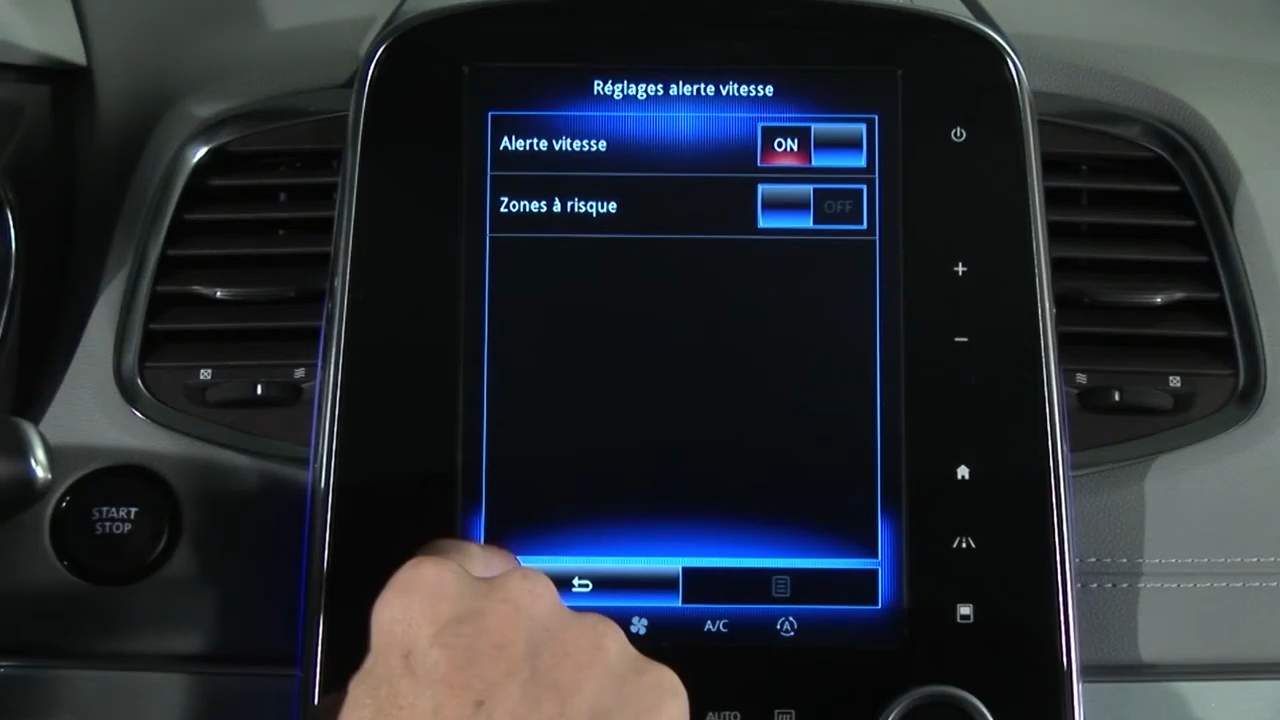 Réglages alerte vitesse
Alerte vitesse ON
Zones à risque OFF
START
STOP
A/C
A
AUTO